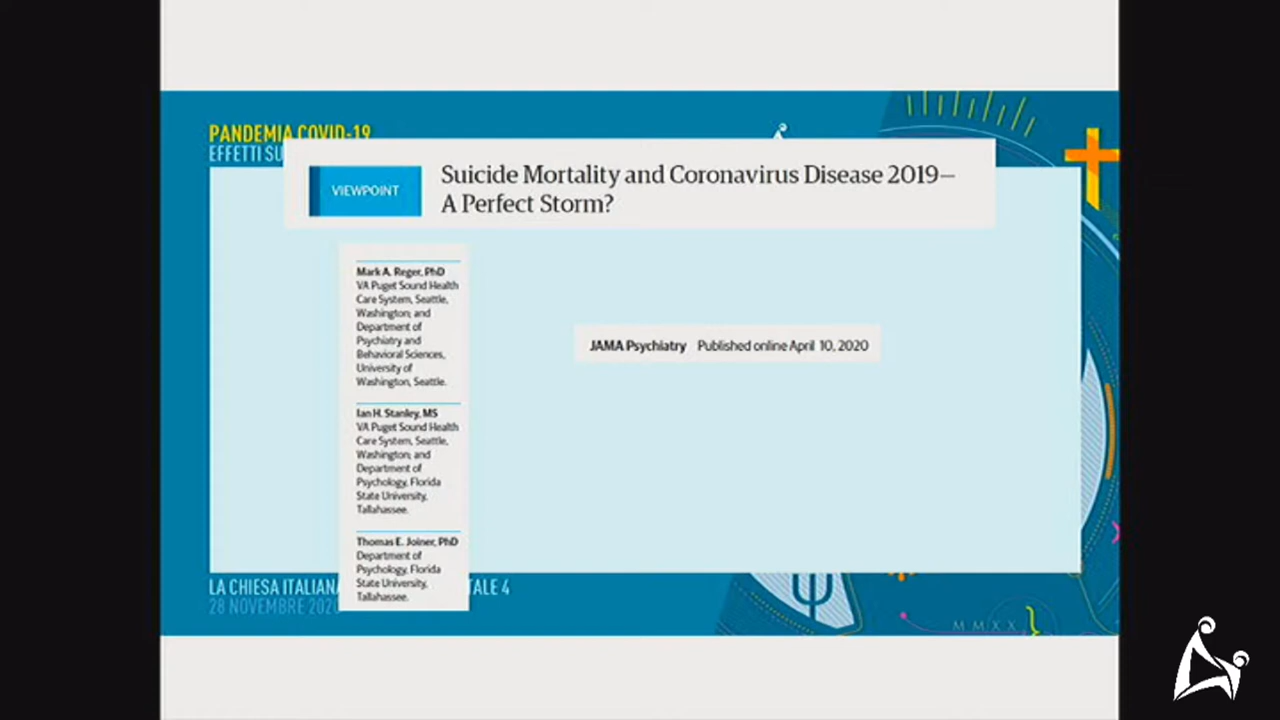 PANDEMIA COVID-19
EFFETTI SU
VIEWPOINT
Suicide Mortality and Coronavirus Disease 2019—
A Perfect Storm?
Mark A. Reger, PhD
VA Puget Sound Health
Care System, Seattle,
Washington; and
Department of
Psychiatry and
Behavioral Sciences,
University of
Washington, Seattle.
Ian H. Stanley, MS
VA Puget Sound Health
Care System, Seattle,
Washington; and
Department of
Psychology, Florida
State University,
Tallahassee.
Thomas E. Joiner, PhD
Department of
Psychology, Florida
State University,
Tallahassee.
JAMA Psychiatry Published online April 10, 2020
LA CHIESA ITALIANA TALE 4
28 NOVEMBRE 2020
MMXX